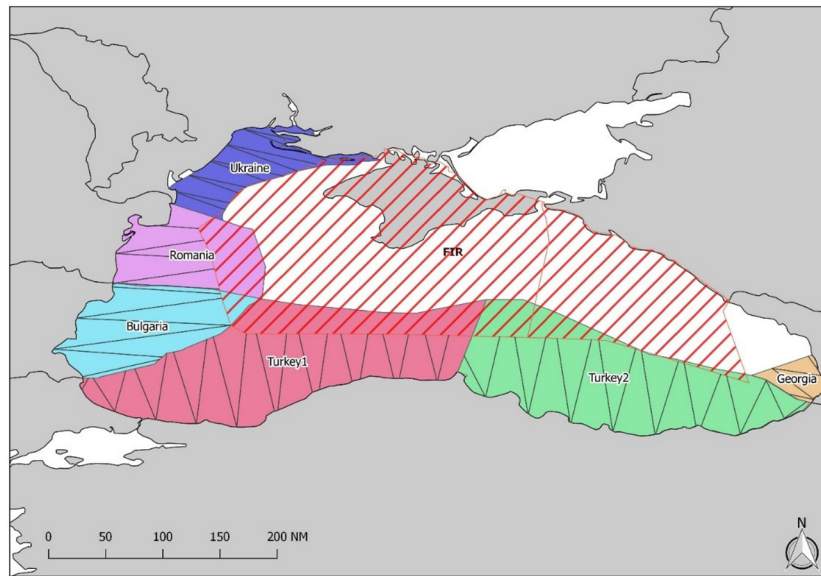 Ukraine
Romania
FIR
Bulgaria
Turkey1
Turkey2
Georgia
0 50 100 150 200 NM
N